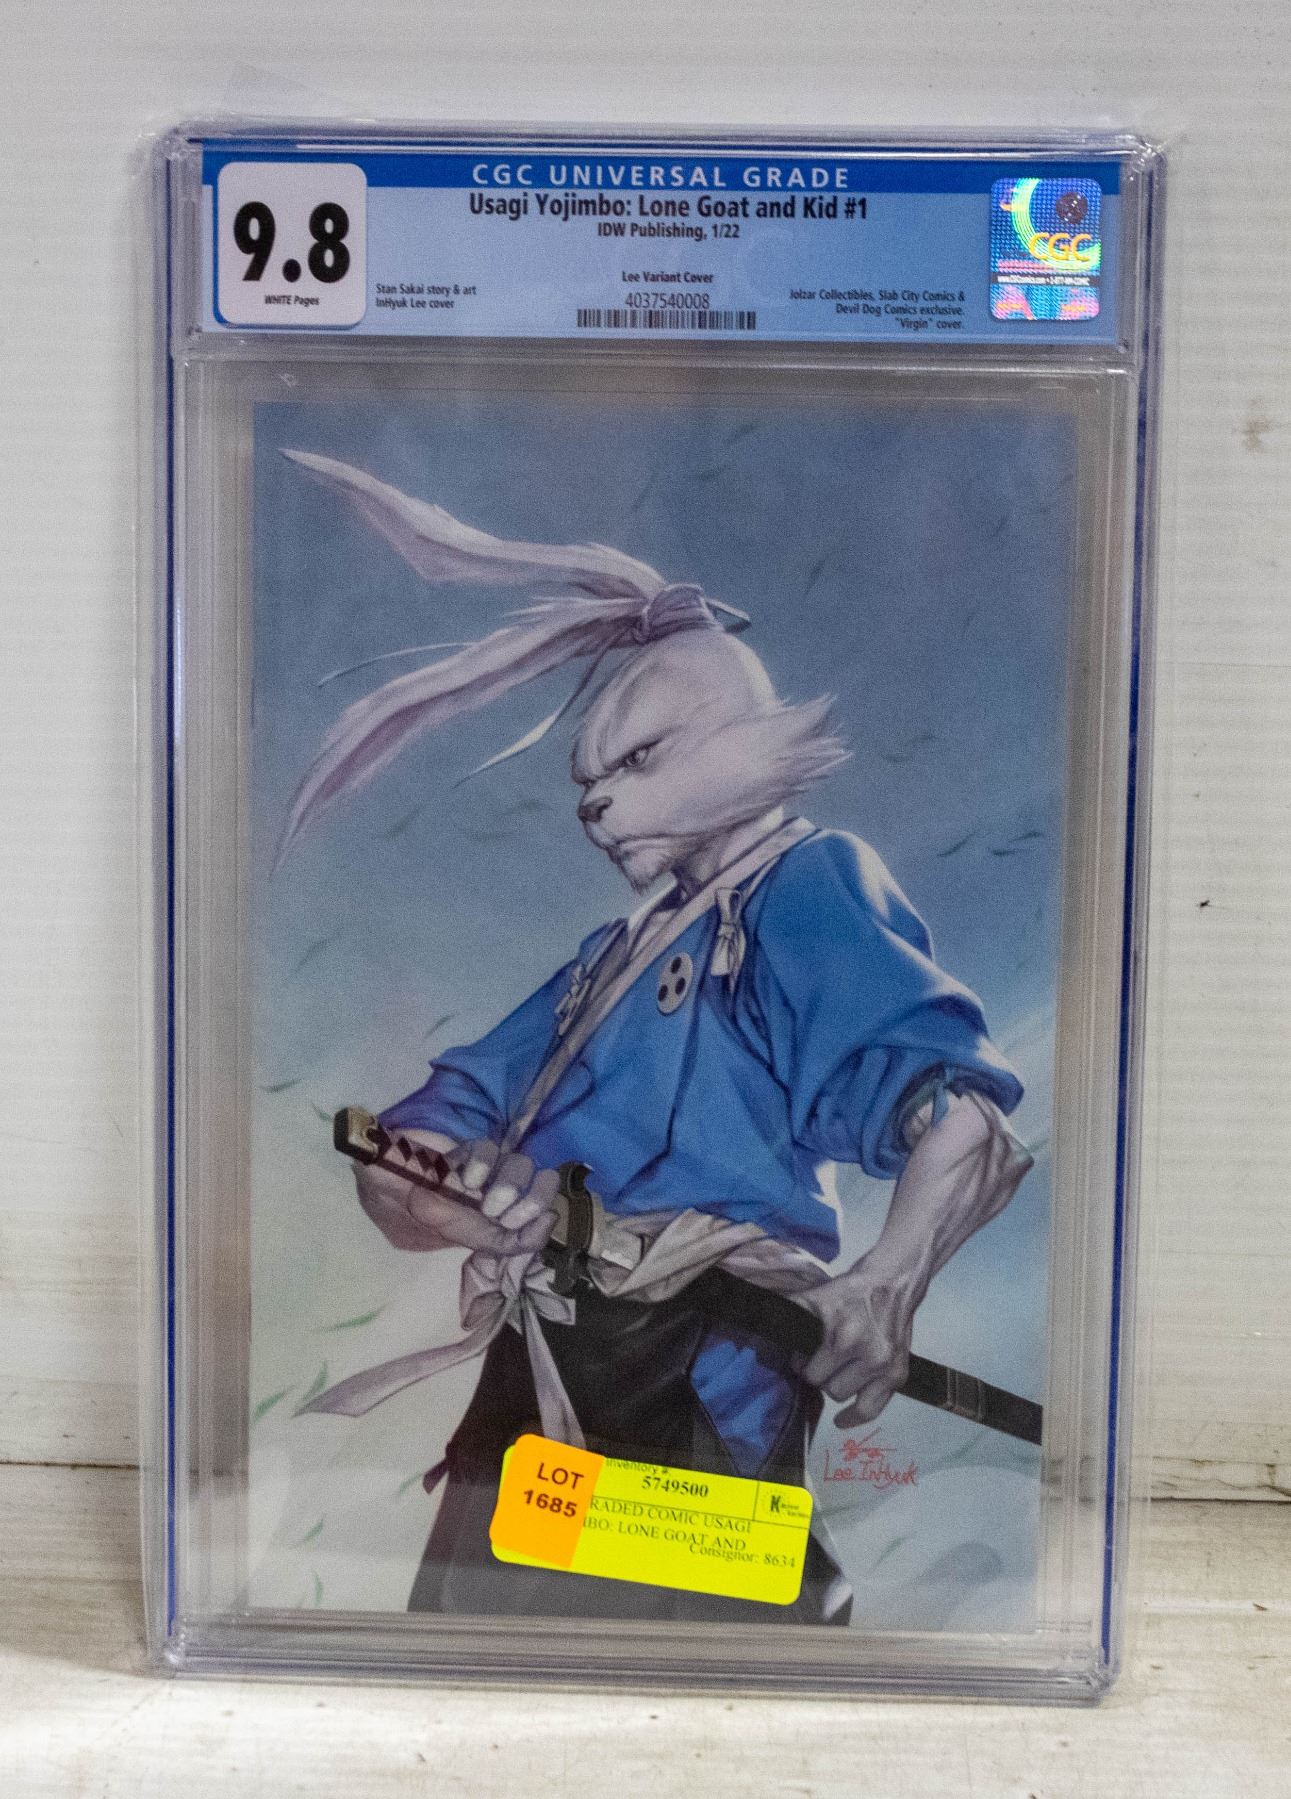 CGC UNIVERSAL GRADE
9.8
WHITE Pages
Usagi Yojimbo: Lone Goat and Kid #1
IDW Publishing, 1/22
Lee Variant Cover
4037540008
Stan Sakai story & art
InHyuk Lee cover
Jolzar Collectibles, Slab City Comics &
Devil Dog Comics exclusive.
"Virgin" cover.
CGC
Lee InHyuk
LOT
1685
Inventory #:
5749500
RADED COMIC USAGI
MBO: LONE GOAT AND
Consignor: 8634